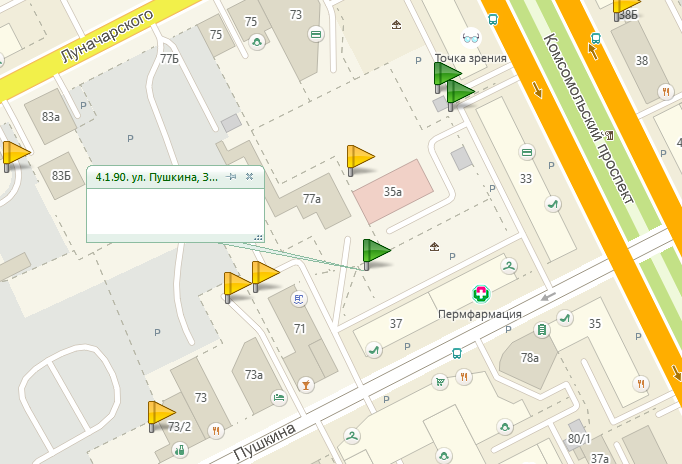 Луначарского
75
75
73
38Б
Точка зрения
Комсомольский проспект
38
77Б
P
P
P
83а
P
83Б
4.1.90. ул. Пушкина, З...
77а
35а
33
P
P
P
71
Пермфармация
37
35
78а
P
73а
73
73/2
P
80/1
37а
Пушкина